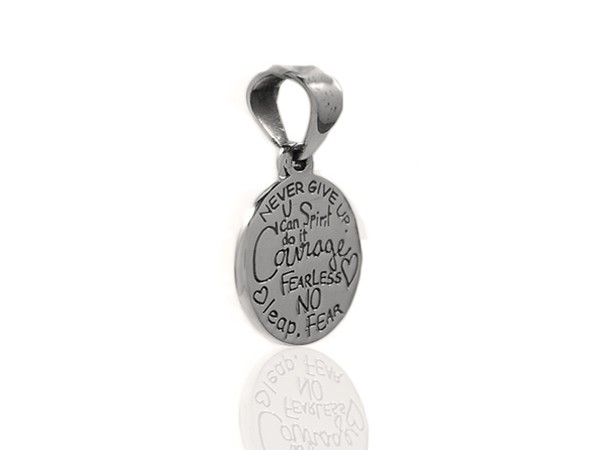 NEVER GIVE UP
U
can Spirit
do it
Courage
FEARLESS
NO
leap. FEAR